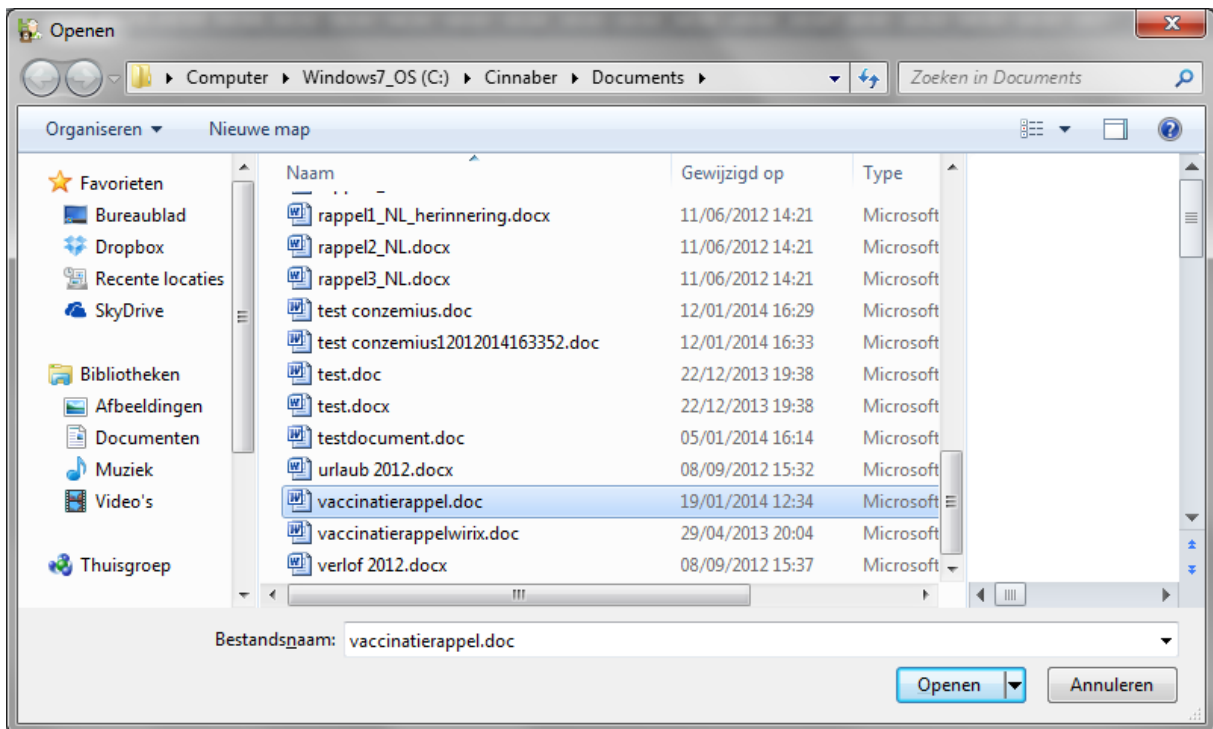 Openen
Computer ▸ Windows7_OS (C:) ▸ Cinnaber ▸ Documents ▸
Zoeken in Documents
Organiseren
Nieuwe map
Favorieten
Bureaublad
Dropbox
Recente locaties
SkyDrive
Bibliotheken
Afbeeldingen
Documenten
Muziek
Video's
Thuisgroep
Naam Gewijzigd op Type
rappel1_NL_herinnering.docx 11/06/2012 14:21 Microsoft
rappel2_NL.docx 11/06/2012 14:21 Microsoft
rappel3_NL.docx 11/06/2012 14:21 Microsoft
test conzemius.doc 12/01/2014 16:29 Microsoft
test conzemius12012014163352.doc 12/01/2014 16:33 Microsoft
test.doc 22/12/2013 19:38 Microsoft
test.docx 22/12/2013 19:38 Microsoft
testdocument.doc 05/01/2014 16:14 Microsoft
urlaub 2012.docx 08/09/2012 15:32 Microsoft
vaccinatierappel.doc 19/01/2014 12:34 Microsoft
vaccinatierappelwirix.doc 29/04/2013 20:04 Microsoft
verlof 2012.docx 08/09/2012 15:37 Microsoft
Bestandsnaam: vaccinatierappel.doc
Openen
Annuleren